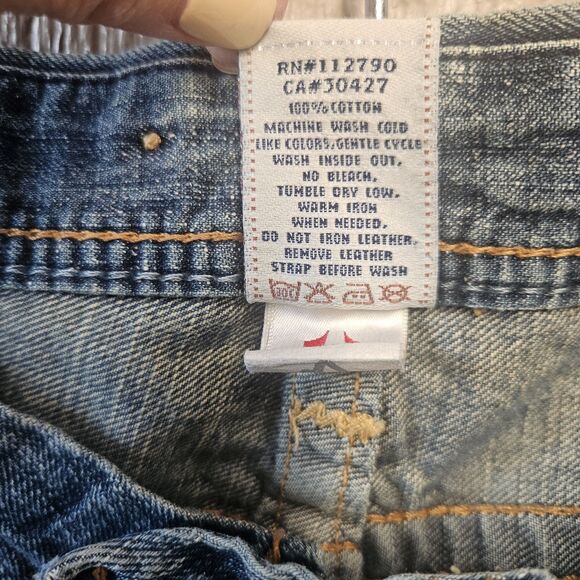 RN#112790
CA#30427
100% COTTON
MACHINE WASH COLD
LIKE COLORS, GENTLE CYCLE
WASH INSIDE OUT,
NO BLEACH,
TUMBLE DRY LOW,
WARM IRON
WHEN NEEDED,
DO NOT IRON LEATHER,
REMOVE LEATHER
STRAP BEFORE WASH